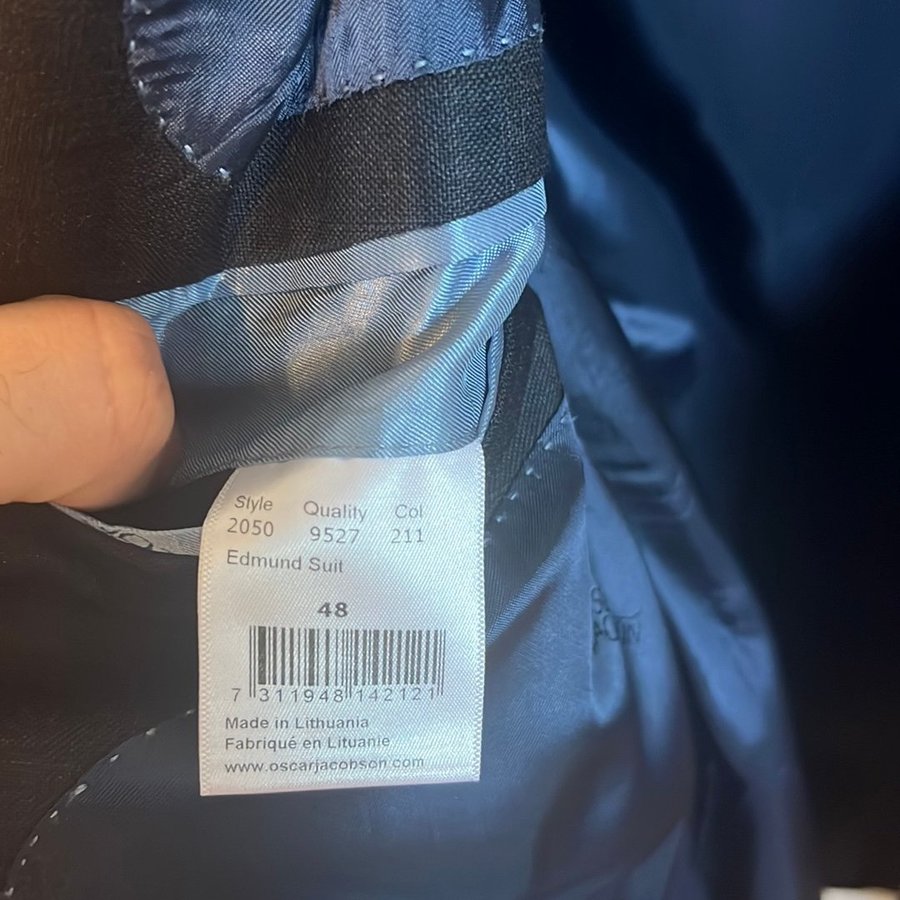 Style Quality Col
2050 9527 211
Edmund Suit
48
7 311948 142121
Made in Lithuania
Fabriqué en Lituanie
www.oscarjacobson.com